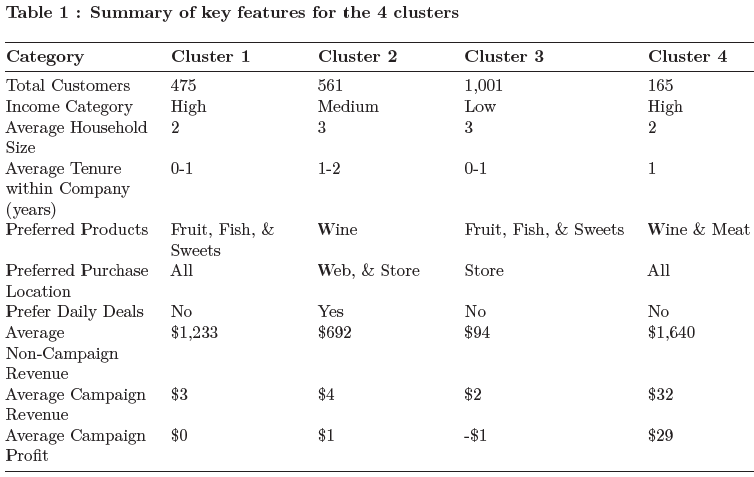 Table 1 : Summary of key features for the 4 clusters
Category Cluster 1 Cluster 2 Cluster 3 Cluster 4
Total Customers 475 561 1,001 165
Income Category High Medium Low High
Average Household 2 3 3 2
Size
Average Tenure 0-1 1-2 0-1 1
within Company
(years)
Preferred Products Fruit, Fish, & Wine Fruit, Fish, & Sweets Wine & Meat
Sweets
Preferred Purchase All Web, & Store Store All
Location
Prefer Daily Deals No Yes No No
Average $1,233 $692 $94 $1,640
Non-Campaign
Revenue
Average Campaign $3 $4 $2 $32
Revenue
Average Campaign $0 $1 -$1 $29
Profit